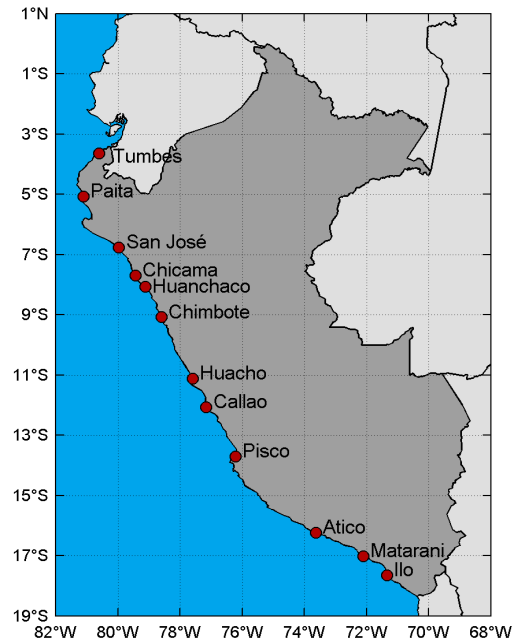 1°N
1°S
3°S
Tumbes
5°S
Paita
San José
7°S
Chicama
Huanchaco
9°S
Chimbote
11°S
Huacho
Callao
13°S
Pisco
15°S
Atico
17°S
Matarani
Ilo
19°S
82°W 80°W 78°W 76°W 74°W 72°W 70°W 68°W